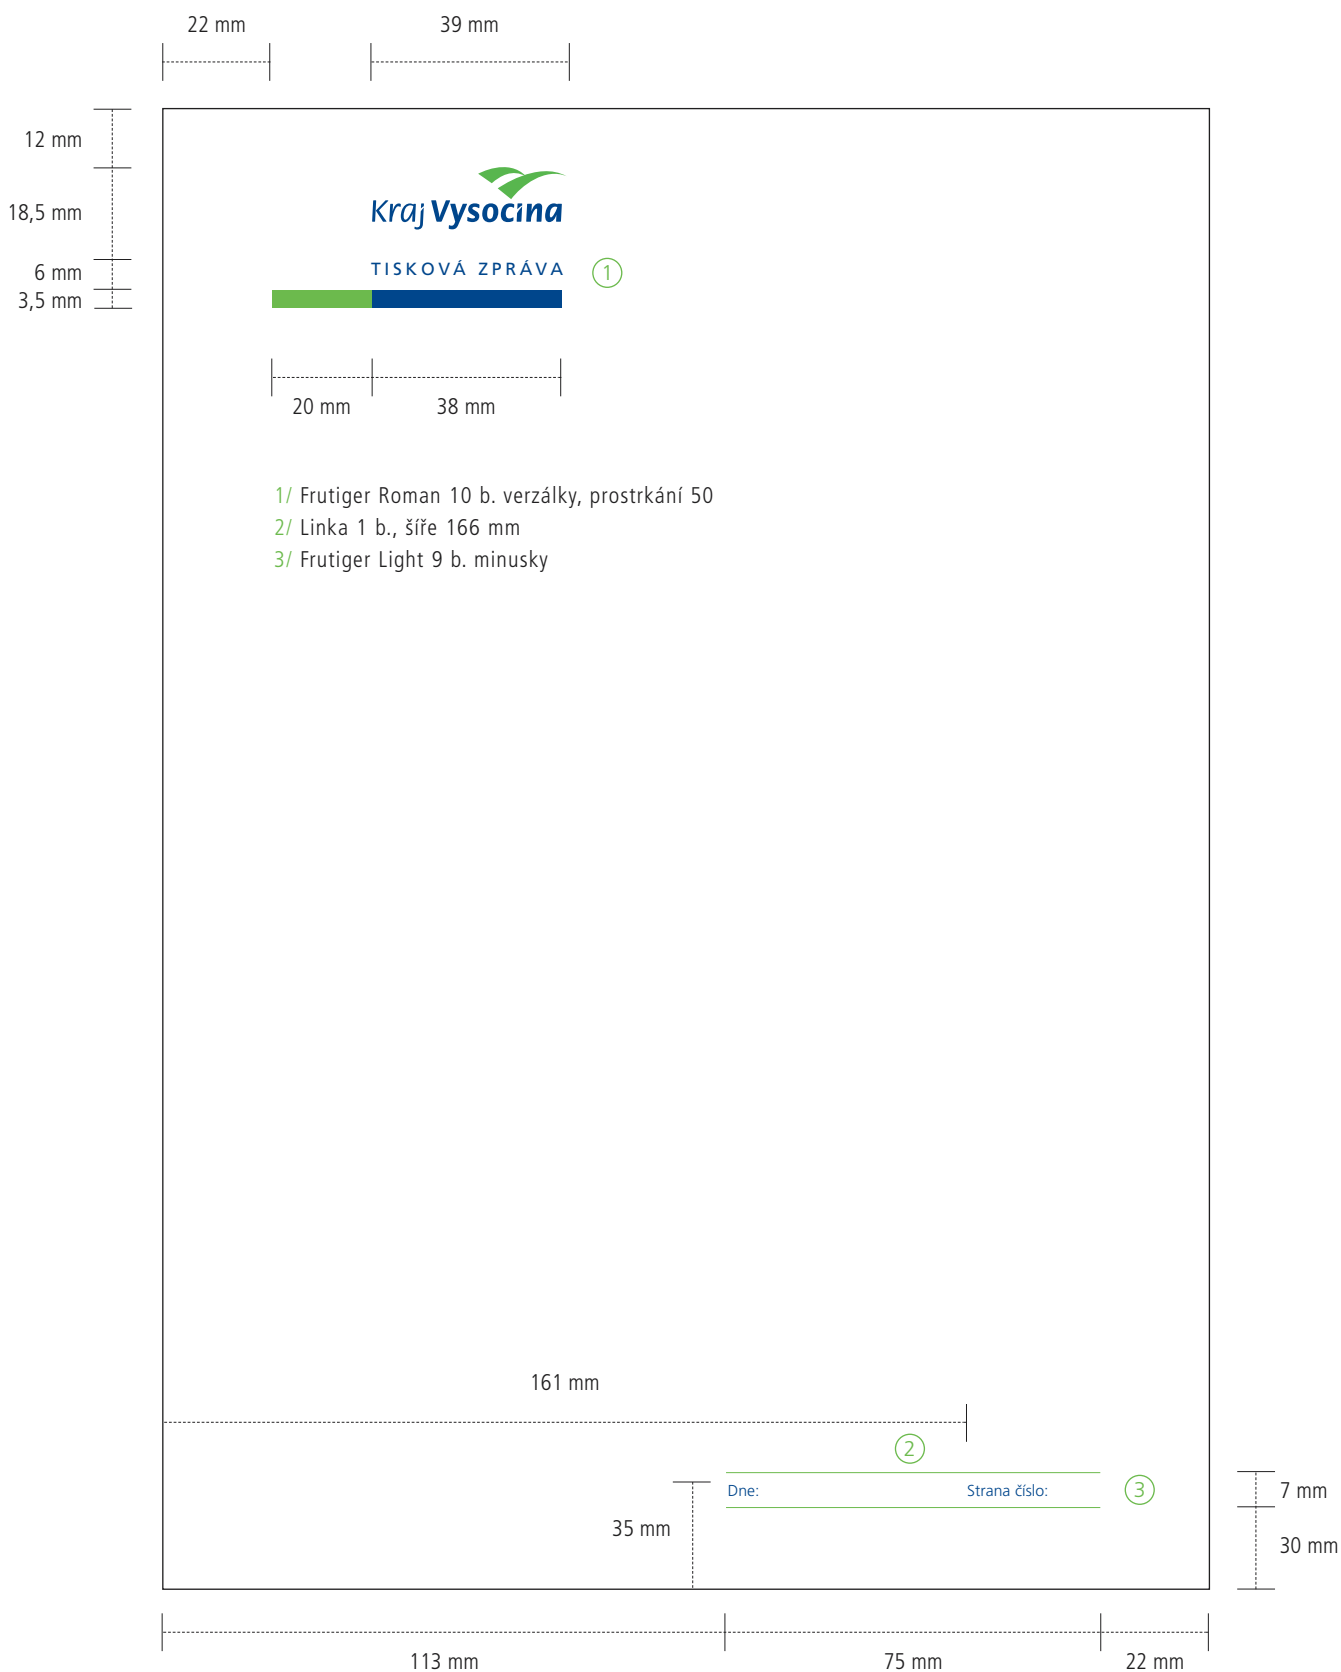 22 mm 39 mm
12 mm
18,5 mm
Kraj Vysočina
6 mm
TISKOVÁ ZPRÁVA 1
3,5 mm
20 mm 38 mm
1/ Frutiger Roman 10 b. verzálky, prostrkání 50
2/ Linka 1 b., šíře 166 mm
3/ Frutiger Light 9 b. minusky
161 mm
2
Dne: Strana číslo: 3 7 mm
35 mm
30 mm
113 mm 75 mm 22 mm